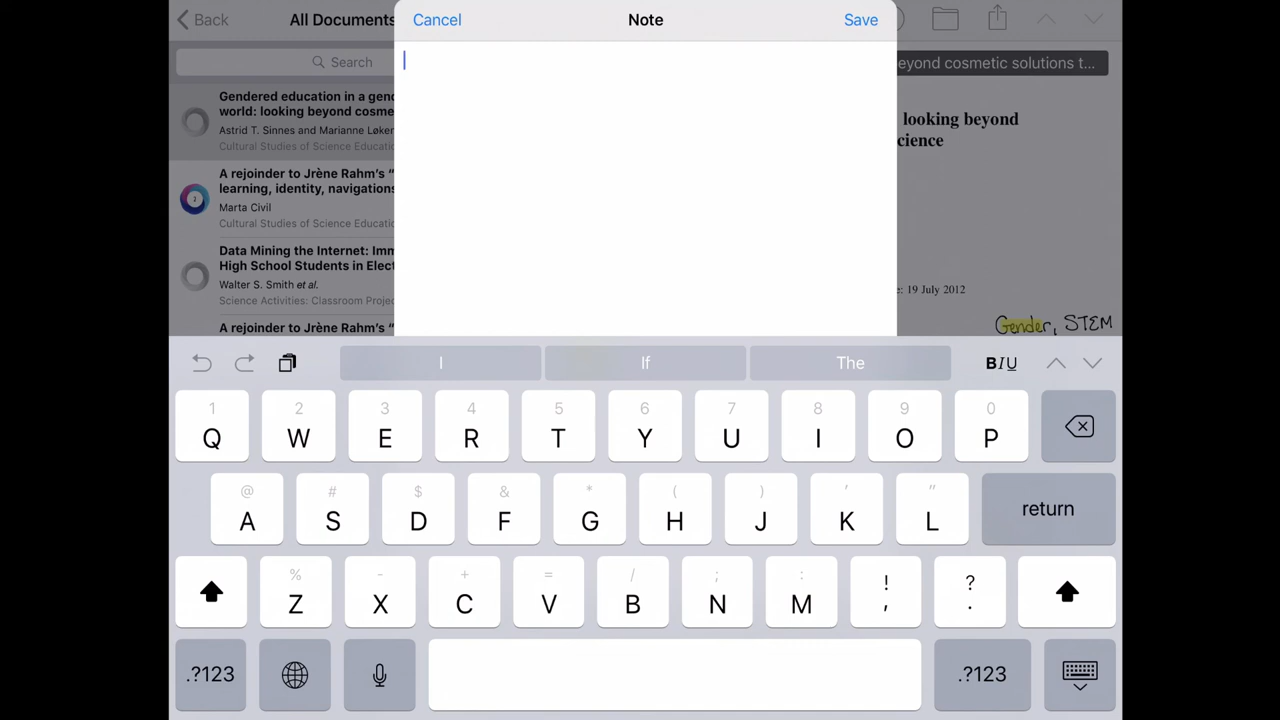 Back
All Documents
Cancel
Note
Save
Search
eyond cosmetic solutions t...
Gendered education in a gen
world: looking beyond cosme
Astrid T. Sinnes and Marianne Løken
Cultural Studies of Science Educatio
looking beyond
cience
A rejoinder to Jrène Rahm's "
learning, identity, navigations
Marta Civil
Cultural Studies of Science Educatio
2
Data Mining the Internet: Imm
High School Students in Elect
Walter S. Smith et al.
Science Activities: Classroom Projec
e: 19 July 2012
A rejoinder to Jrène Rahm's "
Gender, STEM
I
If
The
BIU
1 2 3 4 5 6 7 8 9 0
Q W E R T Y U I O P
@ # $ & * ( ) ' "
A S D F G H J K L return
% - + = / ; : ! ?
Z X C V B N M , .
.?123
.?123